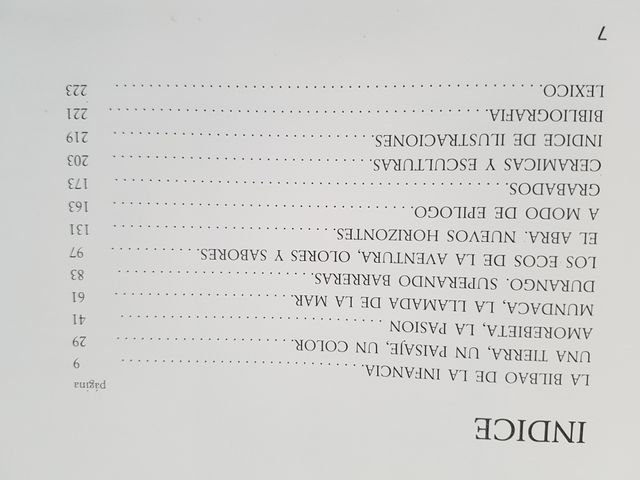 INDICE
página
LA BILBAO DE LA INFANCIA. 9
UNA TIERRA, UN PAISAJE, UN COLOR. 29
AMOREBIETA, LA PASION 41
MUNDACA, LA LLAMADA DE LA MAR. 61
DURANGO. SUPERANDO BARRERAS. 83
LOS ECOS DE LA AVENTURA, OLORES Y SABORES. 97
EL ABRA. NUEVOS HORIZONTES. 131
A MODO DE EPILOGO. 163
GRABADOS. 173
CERAMICAS Y ESCULTURAS. 203
INDICE DE ILUSTRACIONES. 219
BIBLIOGRAFIA. 221
LEXICO. 223
7